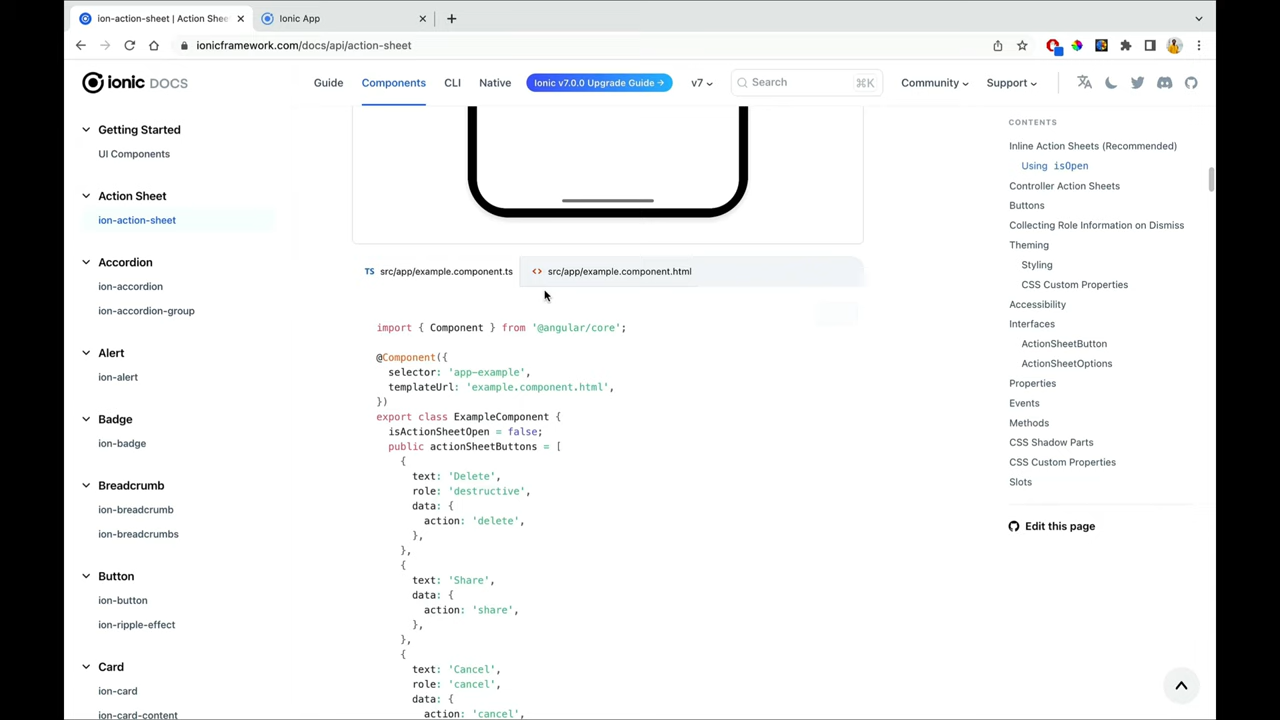 ion-action-sheet | Action Shee
Ionic App
ionicframework.com/docs/api/action-sheet
ionic DOCS
Guide
Components
CLI
Native
Ionic v7.0.0 Upgrade Guide →
v7
Search
⌘K
Community
Support
Getting Started
UI Components
Action Sheet
ion-action-sheet
Accordion
ion-accordion
ion-accordion-group
Alert
ion-alert
Badge
ion-badge
Breadcrumb
ion-breadcrumb
ion-breadcrumbs
Button
ion-button
ion-ripple-effect
Card
ion-card
ion-card-content
TS src/app/example.component.ts
<> src/app/example.component.html
import { Component } from '@angular/core';
@Component({
selector: 'app-example',
templateUrl: 'example.component.html',
})
export class ExampleComponent {
isActionSheetOpen = false;
public actionSheetButtons = [
{
text: 'Delete',
role: 'destructive',
data: {
action: 'delete',
},
},
{
text: 'Share',
data: {
action: 'share',
},
},
{
text: 'Cancel',
role: 'cancel',
data: {
action: 'cancel',
CONTENTS
Inline Action Sheets (Recommended)
Using isOpen
Controller Action Sheets
Buttons
Collecting Role Information on Dismiss
Theming
Styling
CSS Custom Properties
Accessibility
Interfaces
ActionSheetButton
ActionSheetOptions
Properties
Events
Methods
CSS Shadow Parts
CSS Custom Properties
Slots
Edit this page